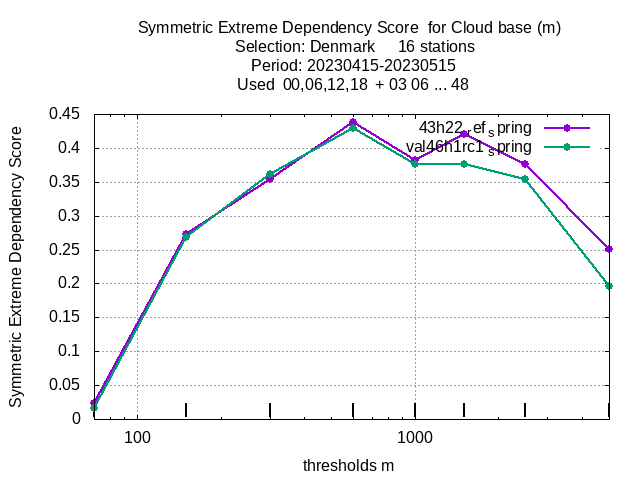 Symmetric Extreme Dependency Score  for Cloud base (m)
Selection: Denmark     16 stations
Period: 20230415-20230515
Used  00,06,12,18  + 03 06 ... 48
43h22_ref_spring
val46h1rc1_spring
Symmetric Extreme Dependency Score
0.45
0.4
0.35
0.3
0.25
0.2
0.15
0.1
0.05
0
100 1000
thresholds m